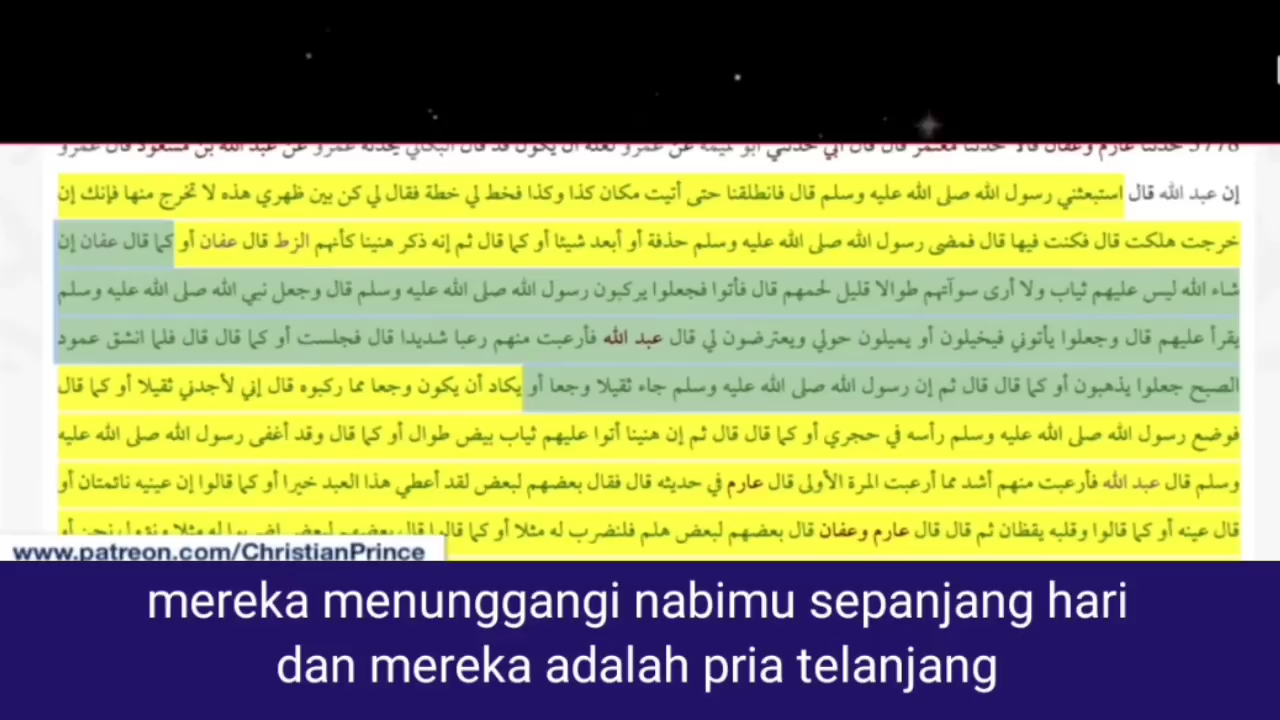 إن عبد الله قال استبعثني رسول الله صلى الله عليه وسلم قال فانطلقنا حتى أتيت مكان كذا وكذا فخط لي خطة فقال لي كن بين ظهري هذه لا تخرج منها فإنك إن
خرجت هلكت قال فكنت فيها قال فمضى رسول الله صلى الله عليه وسلم حذفة أو أبعد شيئا أو كما قال ثم إنه ذكر هنينا كأنهم الزط قال عفان أو كما قال عفان إن
شاء الله ليس عليهم ثياب ولا أرى سوآتهم طوالا قليل لحمهم قال فأتوا فجعلوا يركبون رسول الله صلى الله عليه وسلم قال وجعل نبي الله صلى الله عليه وسلم
يقرأ عليهم قال وجعلوا يأتوني فيخيلون أو يميلون حولي ويعترضون لي قال عبد الله فأرعبت منهم رعبا شديدا قال فجلست أو كما قال قال فلما انشق عمود
الصبح جعلوا يذهبون أو كما قال قال ثم إن رسول الله صلى الله عليه وسلم جاء ثقيلا وجعا أو يكاد أن يكون وجعا مما ركبوه قال إني لأجدني ثقيلا أو كما قال
فوضع رسول الله صلى الله عليه وسلم رأسه في حجري أو كما قال قال ثم إن هنينا أتوا عليهم ثياب بيض طوال أو كما قال وقد أغفى رسول الله صلى الله عليه
وسلم قال عبد الله فأرعبت منهم أشد مما أرعبت المرة الأولى قال عارم في حديثه قال فقال بعضهم لبعض لقد أعطي هذا العبد خيرا أو كما قالوا إن عينيه نائمتان أو
قال عينه أو كما قالوا وقلبه يقظان ثم قال قال عارم وعفان قال بعضهم لبعض هلم فلنضرب له مثلا أو كما قالوا قال بعضهم لبعض
www.patreon.com/ChristianPrince
mereka menunggangi nabimu sepanjang hari
dan mereka adalah pria telanjang